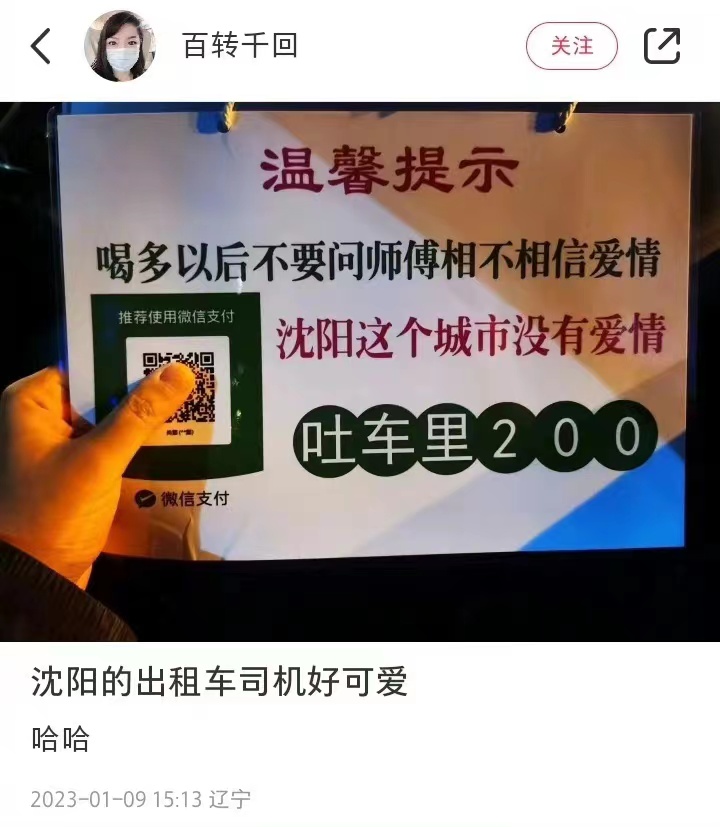 百转千回
关注
温馨提示
喝多以后不要问师傅相不相信爱情
推荐使用微信支付
沈阳这个城市没有爱情
吐车里200
微信支付
沈阳的出租车司机好可爱
哈哈
2023-01-09 15:13 辽宁